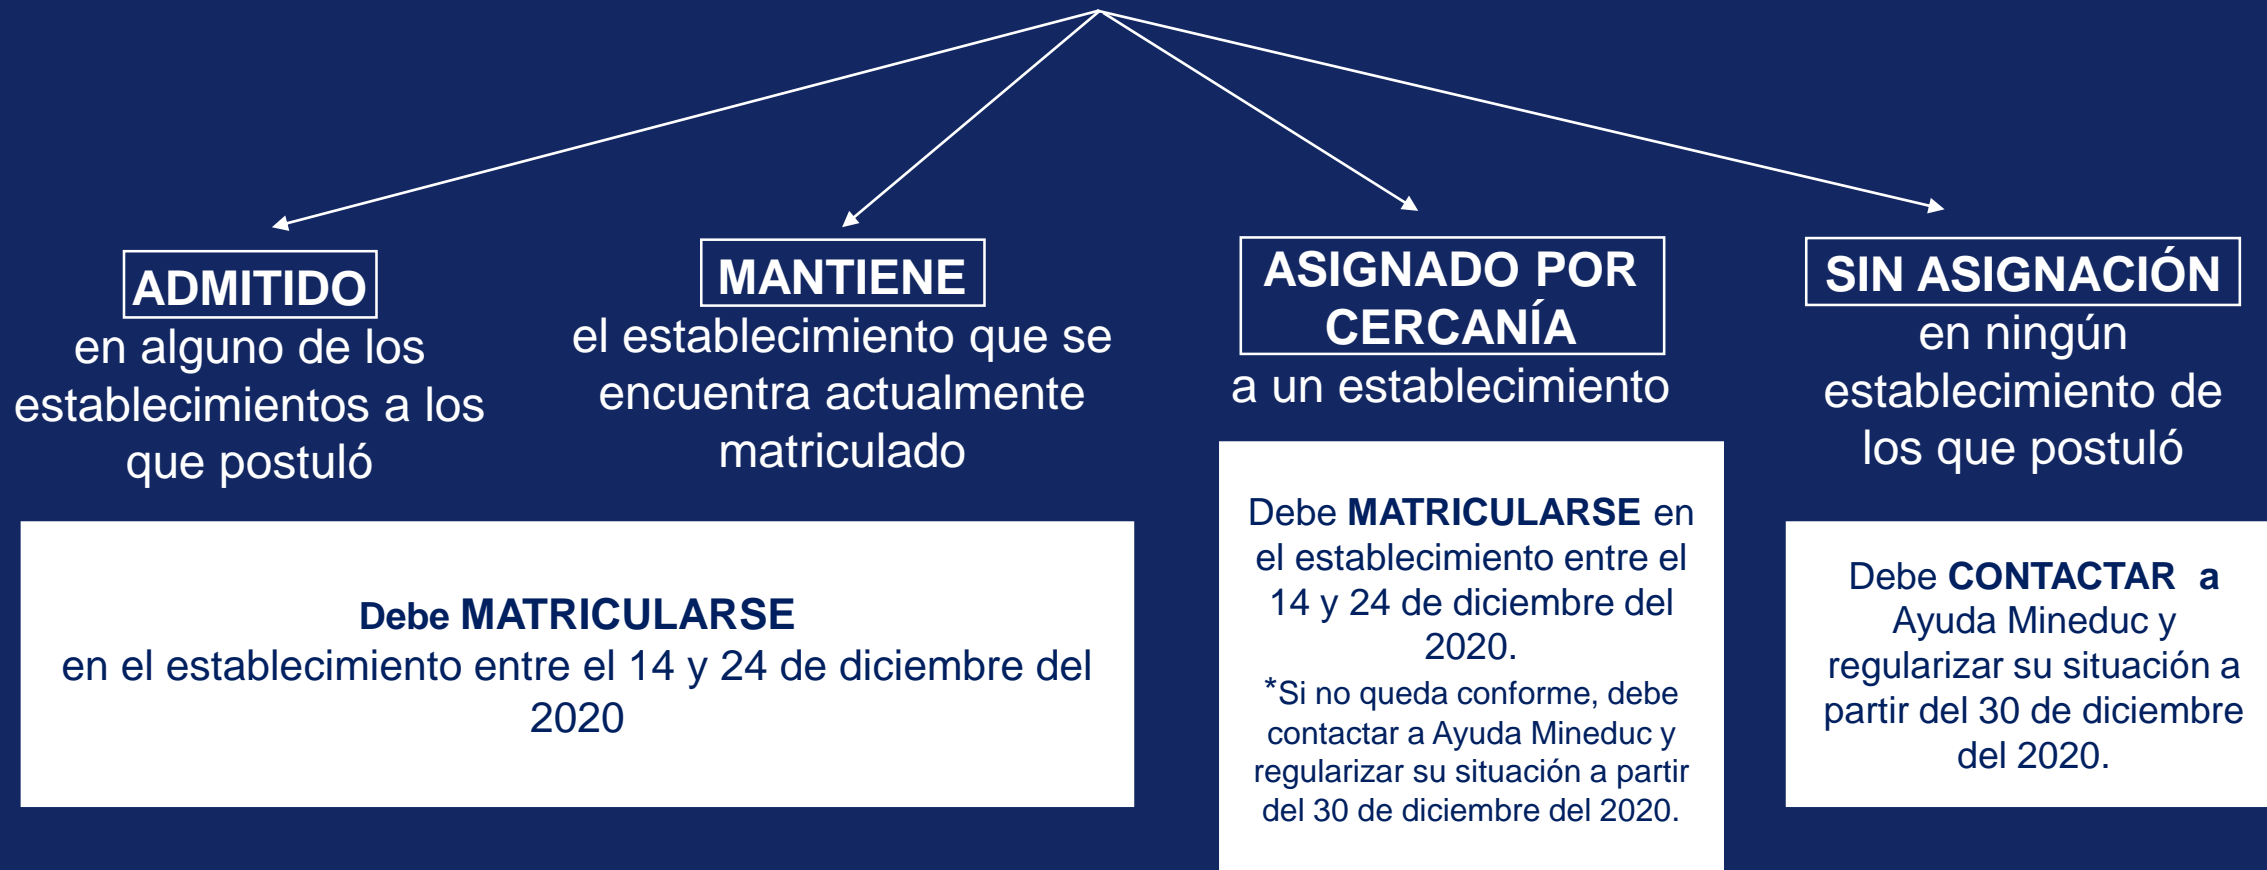 ADMITIDO
en alguno de los
establecimientos a los
que postuló
MANTIENE
el establecimiento que se
encuentra actualmente
matriculado
Debe MATRICULARSE
en el establecimiento entre el 14 y 24 de diciembre del
2020
ASIGNADO POR
CERCANÍA
a un establecimiento
Debe MATRICULARSE en
el establecimiento entre el
14 y 24 de diciembre del
2020.
*Si no queda conforme, debe
contactar a Ayuda Mineduc y
regularizar su situación a partir
del 30 de diciembre del 2020.
SIN ASIGNACIÓN
en ningún
establecimiento de
los que postuló
Debe CONTACTAR a
Ayuda Mineduc y
regularizar su situación a
partir del 30 de diciembre
del 2020.